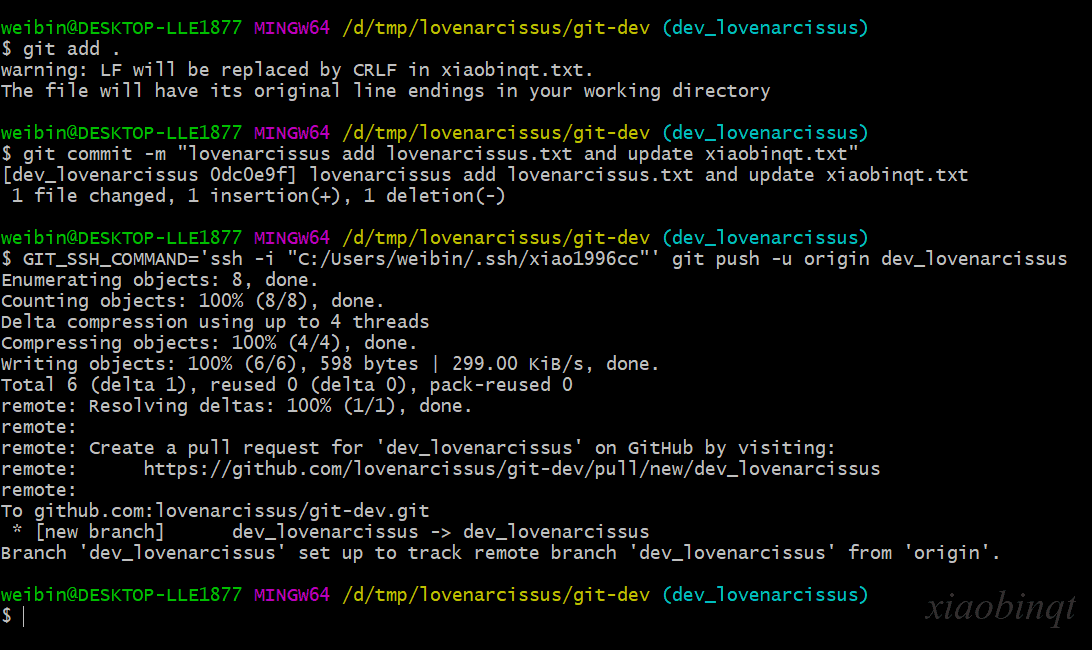 weibin@DESKTOP-LLE1877 MINGW64 /d/tmp/lovenarcissus/git-dev (dev_lovenarcissus)
$ git add .
warning: LF will be replaced by CRLF in xiaobinqt.txt.
The file will have its original line endings in your working directory
weibin@DESKTOP-LLE1877 MINGW64 /d/tmp/lovenarcissus/git-dev (dev_lovenarcissus)
$ git commit -m "lovenarcissus add lovenarcissus.txt and update xiaobinqt.txt"
[dev_lovenarcissus 0dc0e9f] lovenarcissus add lovenarcissus.txt and update xiaobinqt.txt
 1 file changed, 1 insertion(+), 1 deletion(-)
weibin@DESKTOP-LLE1877 MINGW64 /d/tmp/lovenarcissus/git-dev (dev_lovenarcissus)
$ GIT_SSH_COMMAND='ssh -i "C:/Users/weibin/.ssh/xiao1996cc"' git push -u origin dev_lovenarcissus
Enumerating objects: 8, done.
Counting objects: 100% (8/8), done.
Delta compression using up to 4 threads
Compressing objects: 100% (4/4), done.
Writing objects: 100% (6/6), 598 bytes | 299.00 KiB/s, done.
Total 6 (delta 1), reused 0 (delta 0), pack-reused 0
remote: Resolving deltas: 100% (1/1), done.
remote:
remote: Create a pull request for 'dev_lovenarcissus' on GitHub by visiting:
remote:      https://github.com/lovenarcissus/git-dev/pull/new/dev_lovenarcissus
remote:
To github.com:lovenarcissus/git-dev.git
 * [new branch]      dev_lovenarcissus -> dev_lovenarcissus
Branch 'dev_lovenarcissus' set up to track remote branch 'dev_lovenarcissus' from 'origin'.
weibin@DESKTOP-LLE1877 MINGW64 /d/tmp/lovenarcissus/git-dev (dev_lovenarcissus)
$
xiaobinqt